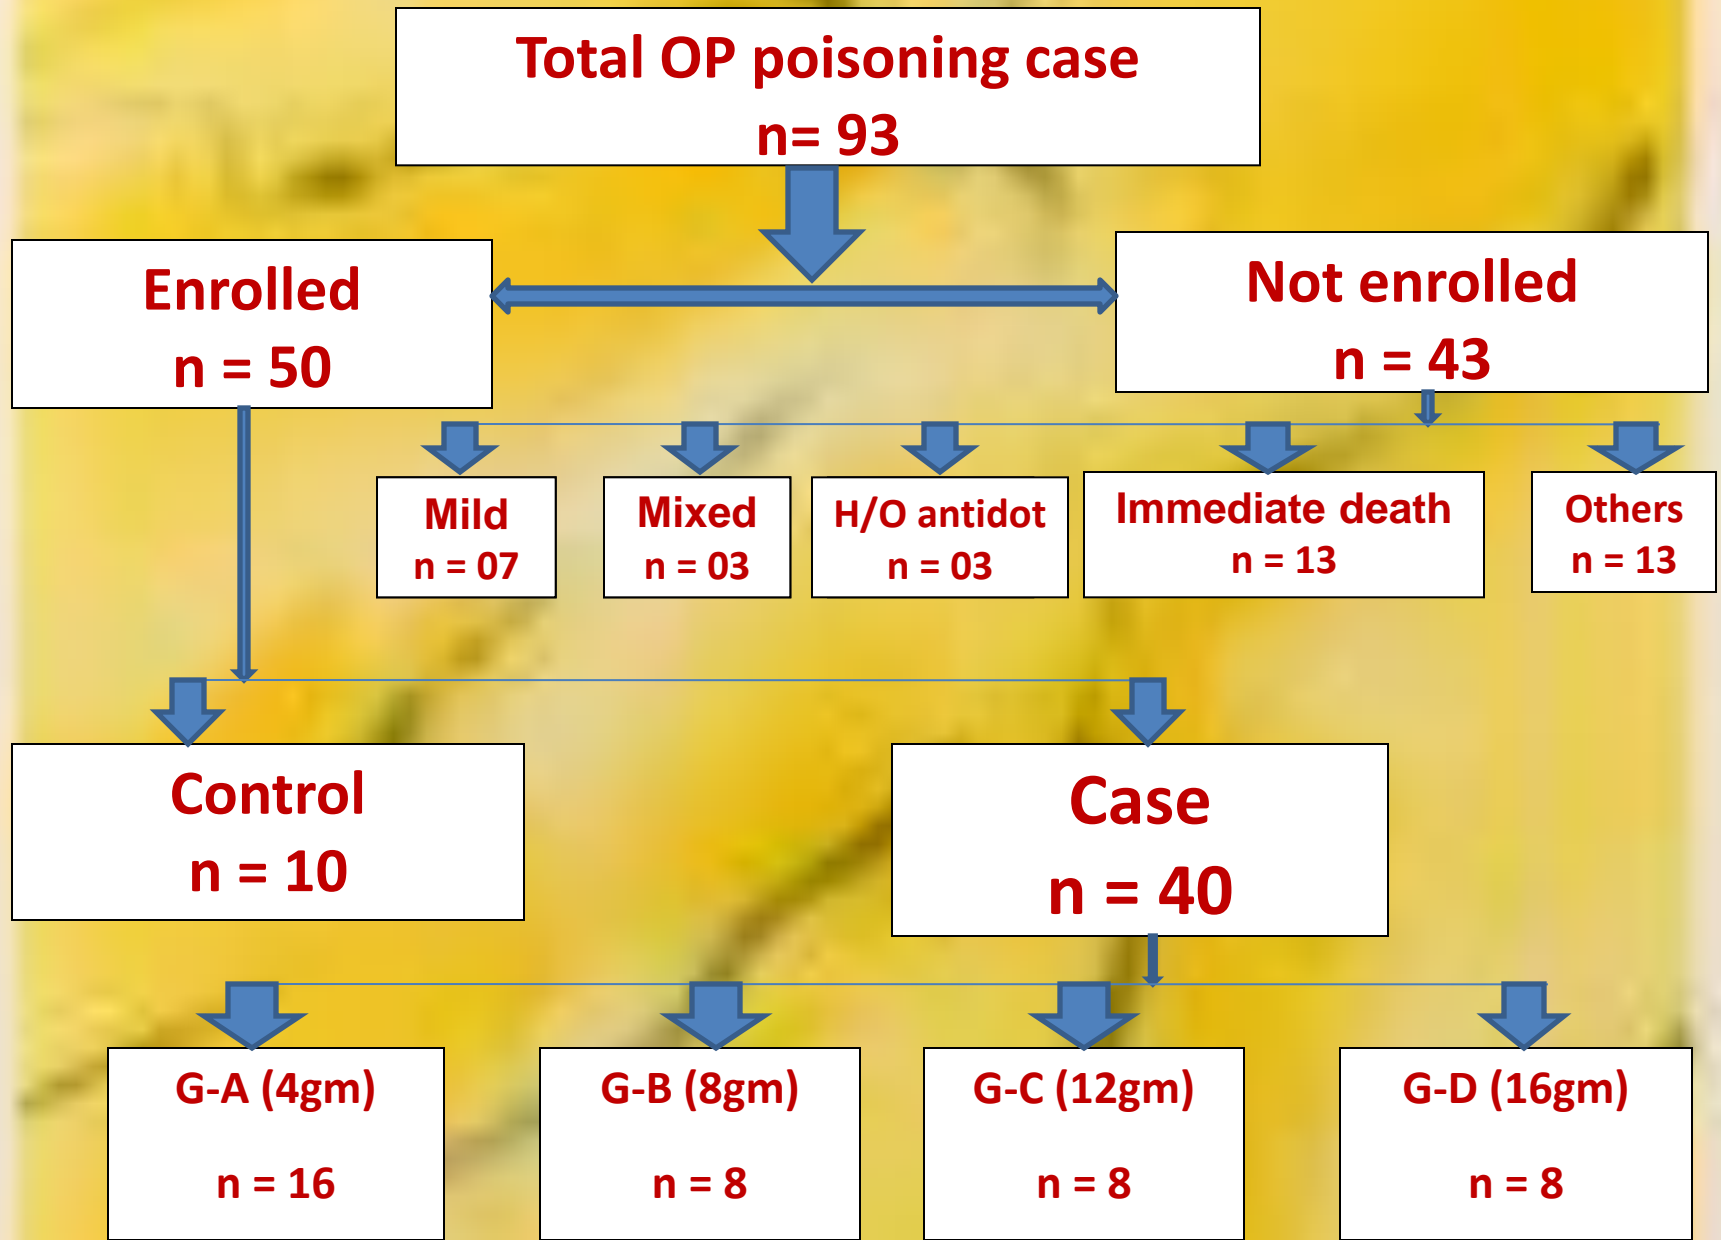 Total OP poisoning case
n= 93
Enrolled
n = 50
Not enrolled
n = 43
Mild
n = 07
Mixed
n = 03
H/O antidot
n = 03
Immediate death
n = 13
Others
n = 13
Control
n = 10
Case
n = 40
G-A (4gm)
n = 16
G-B (8gm)
n = 8
G-C (12gm)
n = 8
G-D (16gm)
n = 8